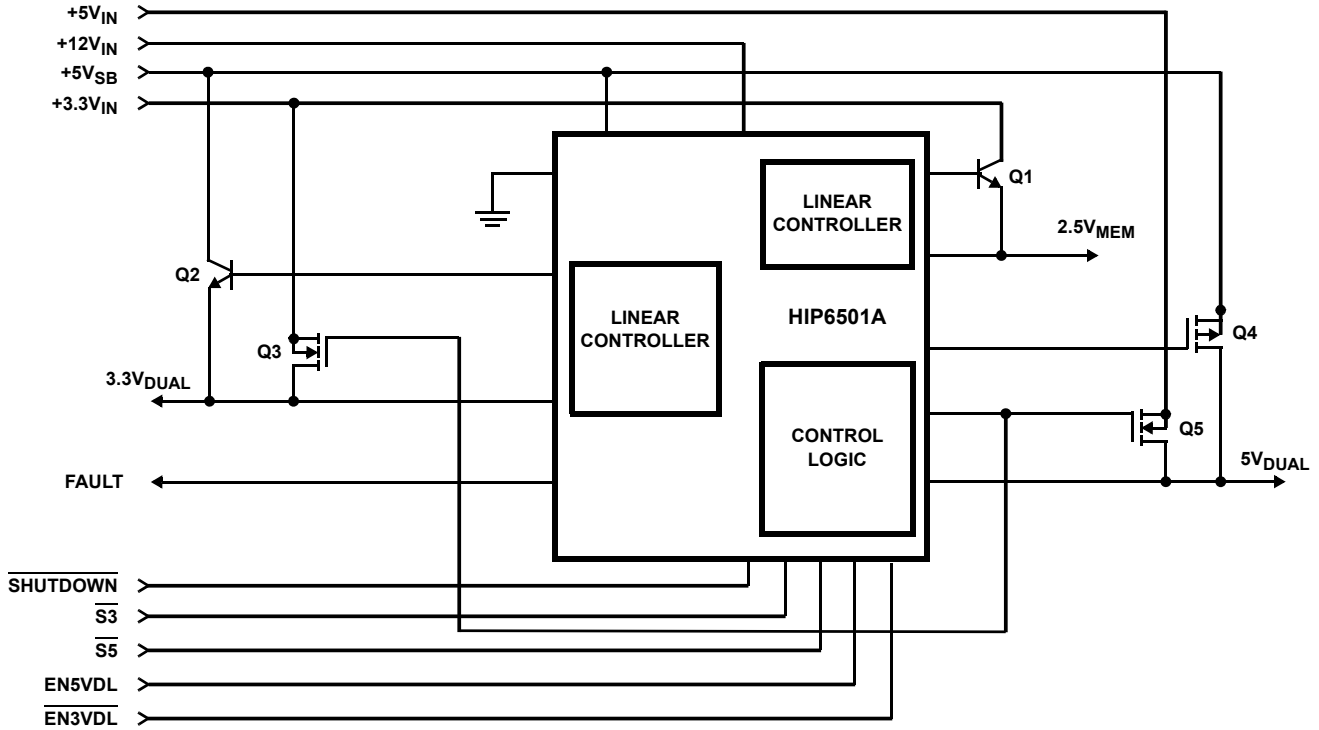 +5VIN
+12VIN
+5VSB
+3.3VIN
Q1
LINEAR
CONTROLLER
2.5VMEM
Q2
LINEAR
CONTROLLER
HIP6501A
Q4
Q3
3.3VDUAL
CONTROL
LOGIC
Q5
FAULT
5VDUAL
SHUTDOWN
S3
S5
EN5VDL
EN3VDL